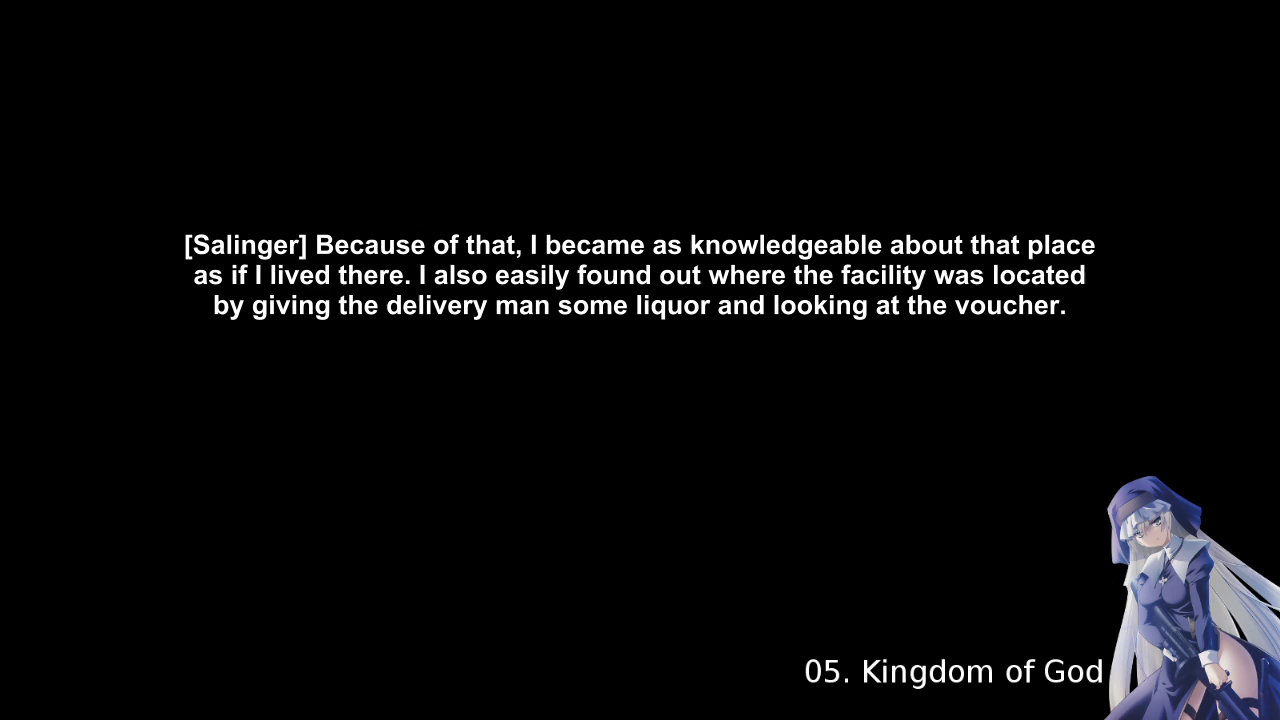 [Salinger] Because of that, I became as knowledgeable about that place
as if I lived there. I also easily found out where the facility was located
by giving the delivery man some liquor and looking at the voucher.
05. Kingdom of God